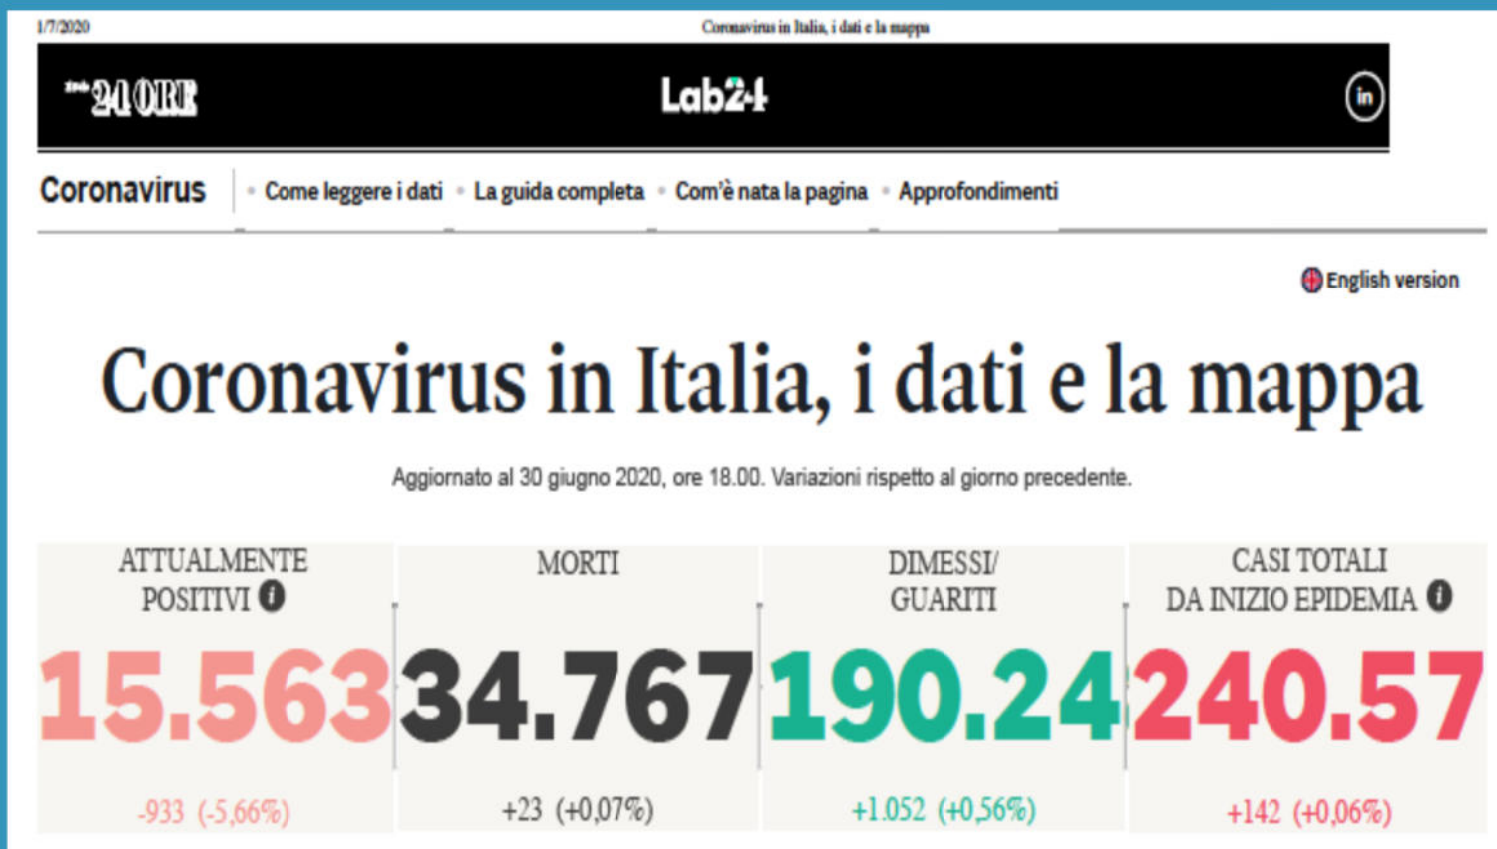 1/7/2020 Coronavirus in Italia, i dati e la mappa
24 ORE Lab24 in
Coronavirus • Come leggere i dati • La guida completa • Com'è nata la pagina • Approfondimenti
English version
Coronavirus in Italia, i dati e la mappa
Aggiornato al 30 giugno 2020, ore 18.00. Variazioni rispetto al giorno precedente.
ATTUALMENTE POSITIVI i
15.563
-933 (-5,66%)
MORTI
34.767
+23 (+0,07%)
DIMESSI/
GUARITI
190.24
+1.052 (+0,56%)
CASI TOTALI
DA INIZIO EPIDEMIA i
240.57
+142 (+0,06%)